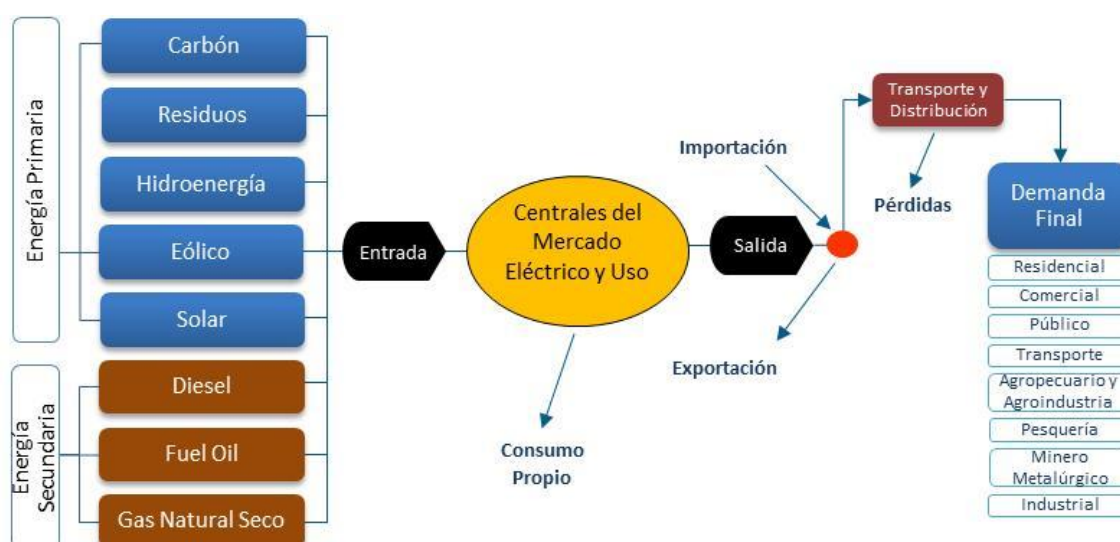 Energía Primaria
Carbón
Residuos
Hidroenergía
Eólico
Solar
Energía
Secundaria
Diesel
Fuel Oil
Gas Natural Seco
Entrada
Centrales del
Mercado
Eléctrico y Uso
Consumo
Propio
Salida
Importación
Exportación
Transporte y
Distribución
Pérdidas
Demanda
Final
Residencial
Comercial
Público
Transporte
Agropecuario y
Agroindustria
Pesquería
Minero
Metalúrgico
Industrial